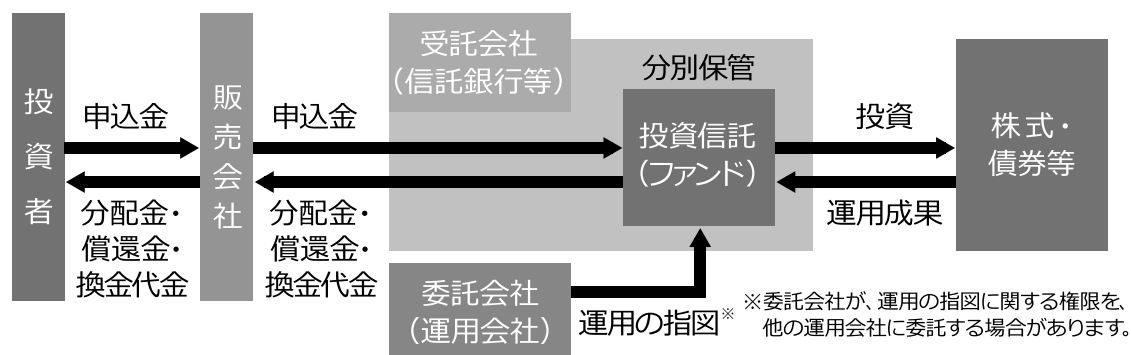 投資者
申込金
分配金・
償還金・
換金代金
販売会社
申込金
分配金・
償還金・
換金代金
受託会社
（信託銀行等）
分別保管
投資信託
（ファンド）
投資
運用成果
株式・
債券等
委託会社
（運用会社）
運用の指図※
※委託会社が、運用の指図に関する権限を、
他の運用会社に委託する場合があります。